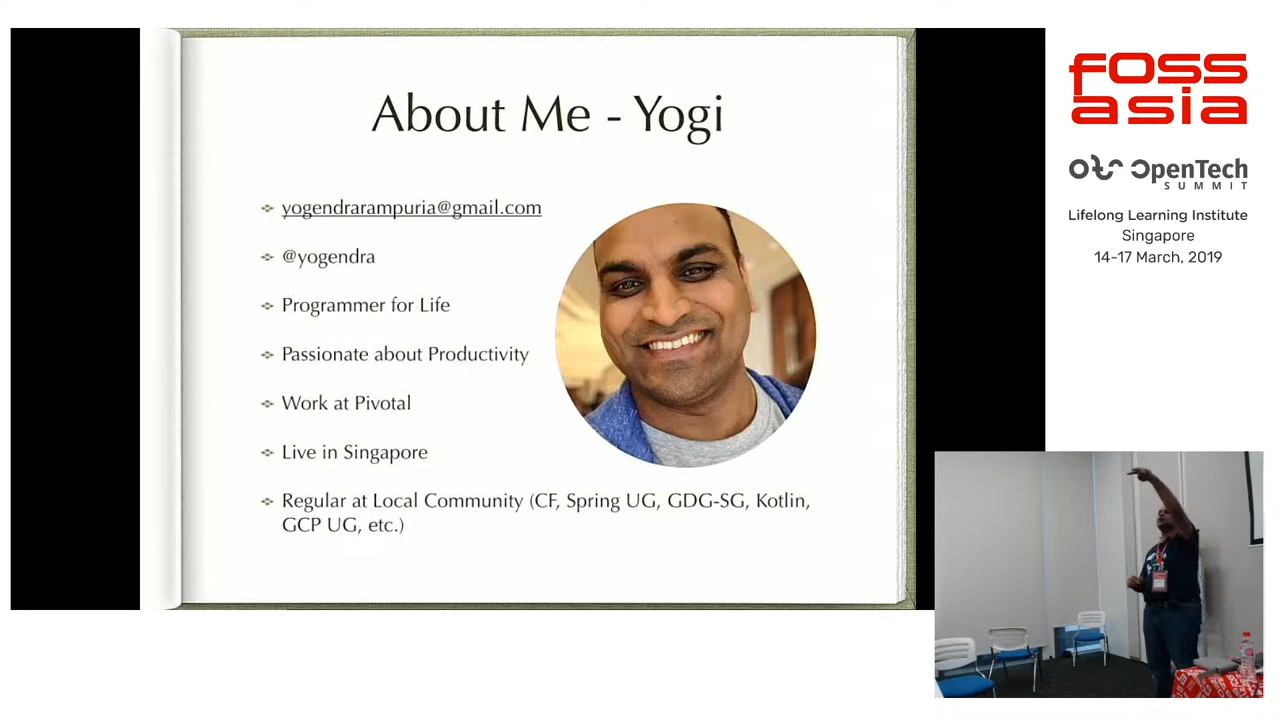 About Me - Yogi
yogendrarampuria@gmail.com
@yogendra
Programmer for Life
Passionate about Productivity
Work at Pivotal
Live in Singapore
Regular at Local Community (CF, Spring UG, GDG-SG, Kotlin,
GCP UG, etc.)
FOSS
asia
OpenTech
SUMMIT
Lifelong Learning Institute
Singapore
14-17 March, 2019